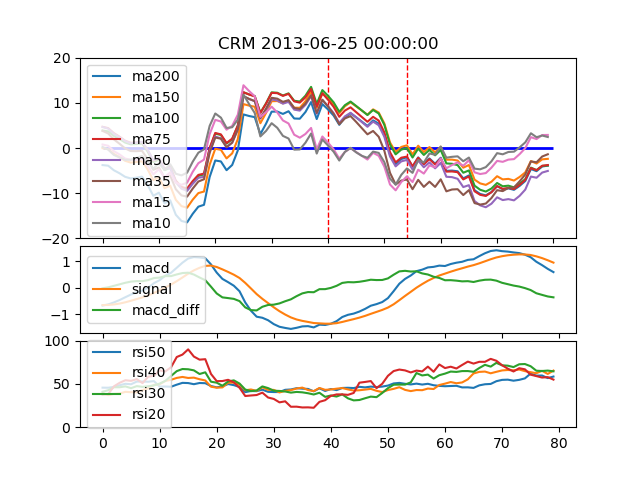 CRM 2013-06-25 00:00:00
20
10
0
−10
−20
ma200
ma150
ma100
ma75
ma50
ma35
ma15
ma10
1
0
−1
macd
signal
macd_diff
100
50
0
rsi50
rsi40
rsi30
rsi20
0 10 20 30 40 50 60 70 80